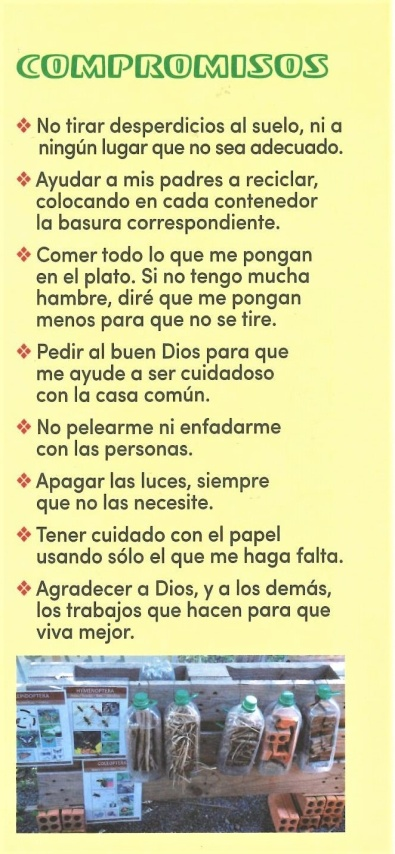 COMPROMISOS
❖ No tirar desperdicios al suelo, ni a
ningún lugar que no sea adecuado.
❖ Ayudar a mis padres a reciclar,
colocando en cada contenedor
la basura correspondiente.
❖ Comer todo lo que me pongan
en el plato. Si no tengo mucha
hambre, diré que me pongan
menos para que no se tire.
❖ Pedir al buen Dios para que
me ayude a ser cuidadoso
con la casa común.
❖ No pelearme ni enfadarme
con las personas.
❖ Apagar las luces, siempre
que no las necesite.
❖ Tener cuidado con el papel
usando sólo el que me haga falta.
❖ Agradecer a Dios, y a los demás,
los trabajos que hacen para que
viva mejor.
HYMENOPTERA